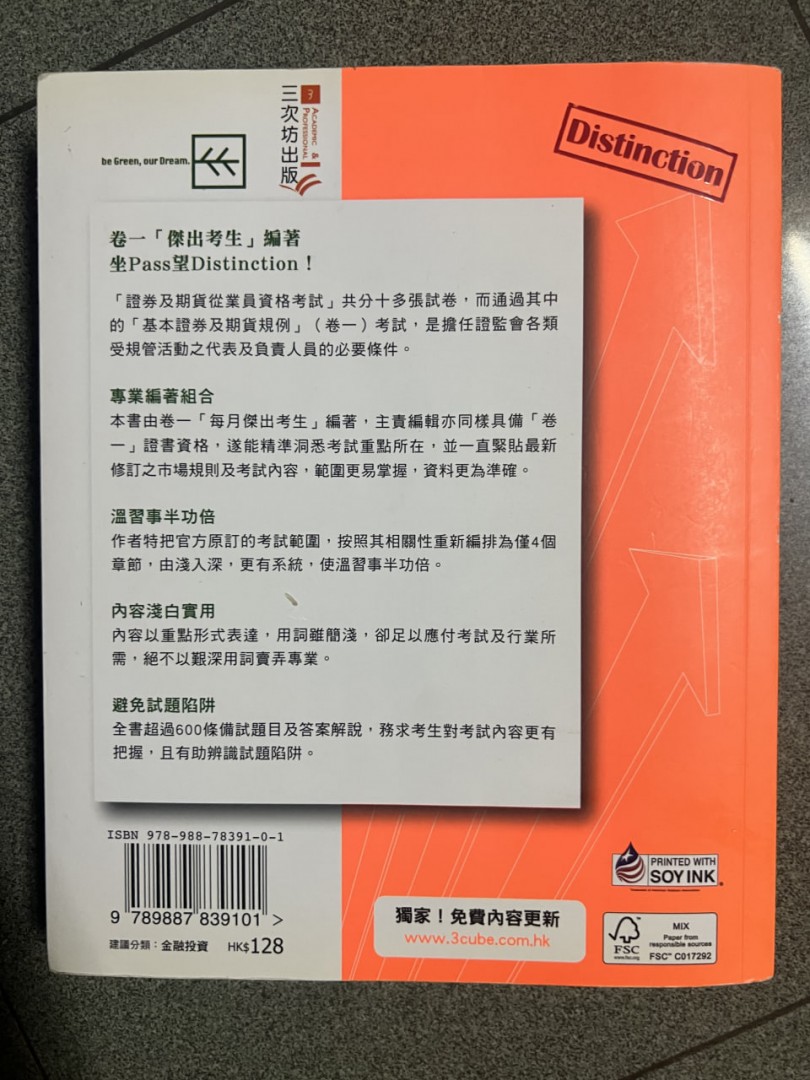 be Green, our Dream.
三次坊出版
3
ACADEMIC &
PROFESSIONAL
Distinction
卷一「傑出考生」編著
坐Pass望Distinction！
「證券及期貨從業員資格考試」共分十多張試卷，而通過其中
的「基本證券及期貨規例」（卷一）考試，是擔任證監會各類
受規管活動之代表及負責人員的必要條件。
專業編著組合
本書由卷一「每月傑出考生」編著，主責編輯亦同樣具備「卷
一」證書資格，遂能精準洞悉考試重點所在，並一直緊貼最新
修訂之市場規則及考試內容，範圍更易掌握，資料更為準確。
溫習事半功倍
作者特把官方原訂的考試範圍，按照其相關性重新編排為僅4個
章節，由淺入深，更有系統，使溫習事半功倍。
內容淺白實用
內容以重點形式表達，用詞雖簡淺，卻足以應付考試及行業所
需，絕不以艱深用詞賣弄專業。
避免試題陷阱
全書超過600條備試題目及答案解說，務求考生對考試內容更有
把握，且有助辨識試題陷阱。
ISBN 978-988-78391-0-1
9 789887 839101 >
建議分類：金融投資 HK$128
獨家！免費內容更新
www.3cube.com.hk
PRINTED WITH
SOY INK
FSC
www.fsc.org
MIX
Paper from
responsible sources
FSC™ C017292